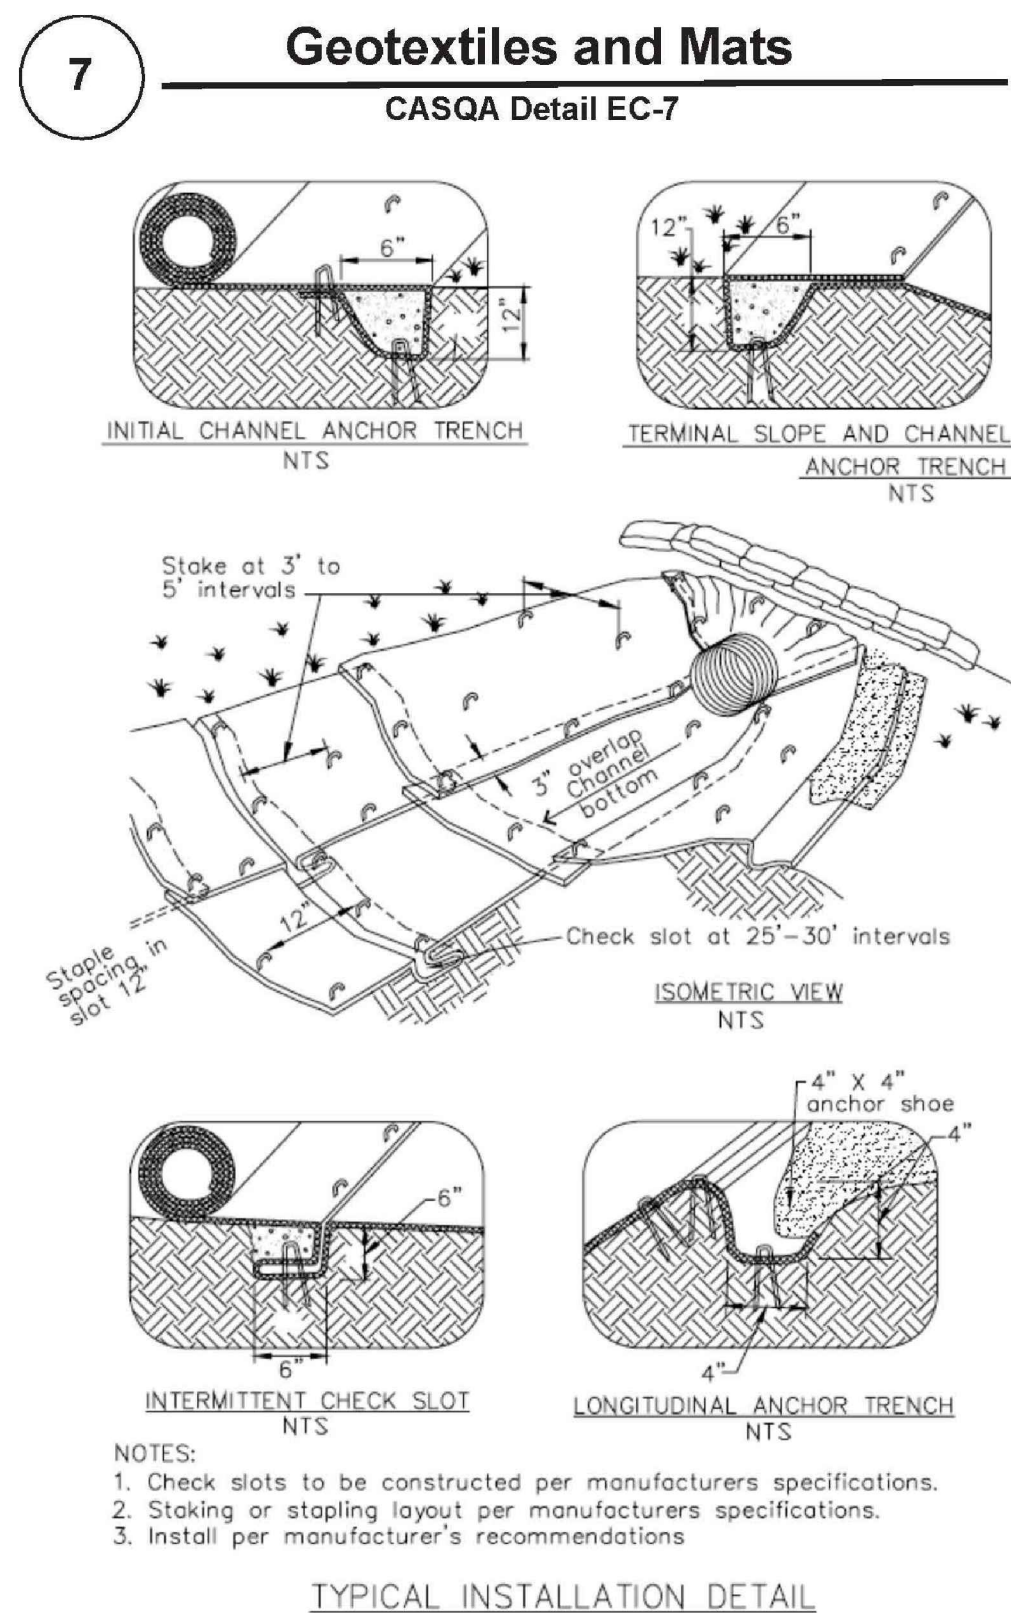 7
Geotextiles and Mats
CASQA Detail EC-7
6"
12"
INITIAL CHANNEL ANCHOR TRENCH
NTS
12"
6"
TERMINAL SLOPE AND CHANNEL
ANCHOR TRENCH
NTS
Stake at 3' to
5' intervals
3" overlap
Channel
bottom
12"
Staple
spacing in
slot 12"
Check slot at 25'-30' intervals
ISOMETRIC VIEW
NTS
6"
6"
INTERMITTENT CHECK SLOT
NTS
4" X 4"
anchor shoe
4"
4"
LONGITUDINAL ANCHOR TRENCH
NTS
NOTES:
1. Check slots to be constructed per manufacturers specifications.
2. Staking or stapling layout per manufacturers specifications.
3. Install per manufacturer's recommendations
TYPICAL INSTALLATION DETAIL